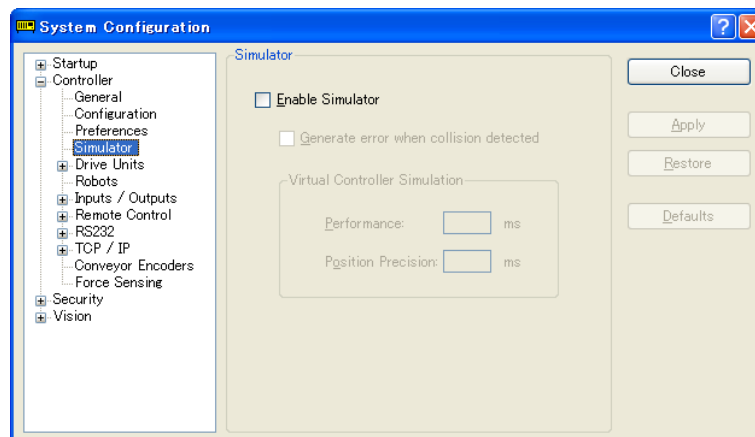 System Configuration
Startup
Controller
General
Configuration
Preferences
Simulator
Drive Units
Robots
Inputs / Outputs
Remote Control
RS232
TCP / IP
Conveyor Encoders
Force Sensing
Security
Vision
Simulator
Enable Simulator
Generate error when collision detected
Virtual Controller Simulation
Performance: ms
Position Precision: ms
Close
Apply
Restore
Defaults